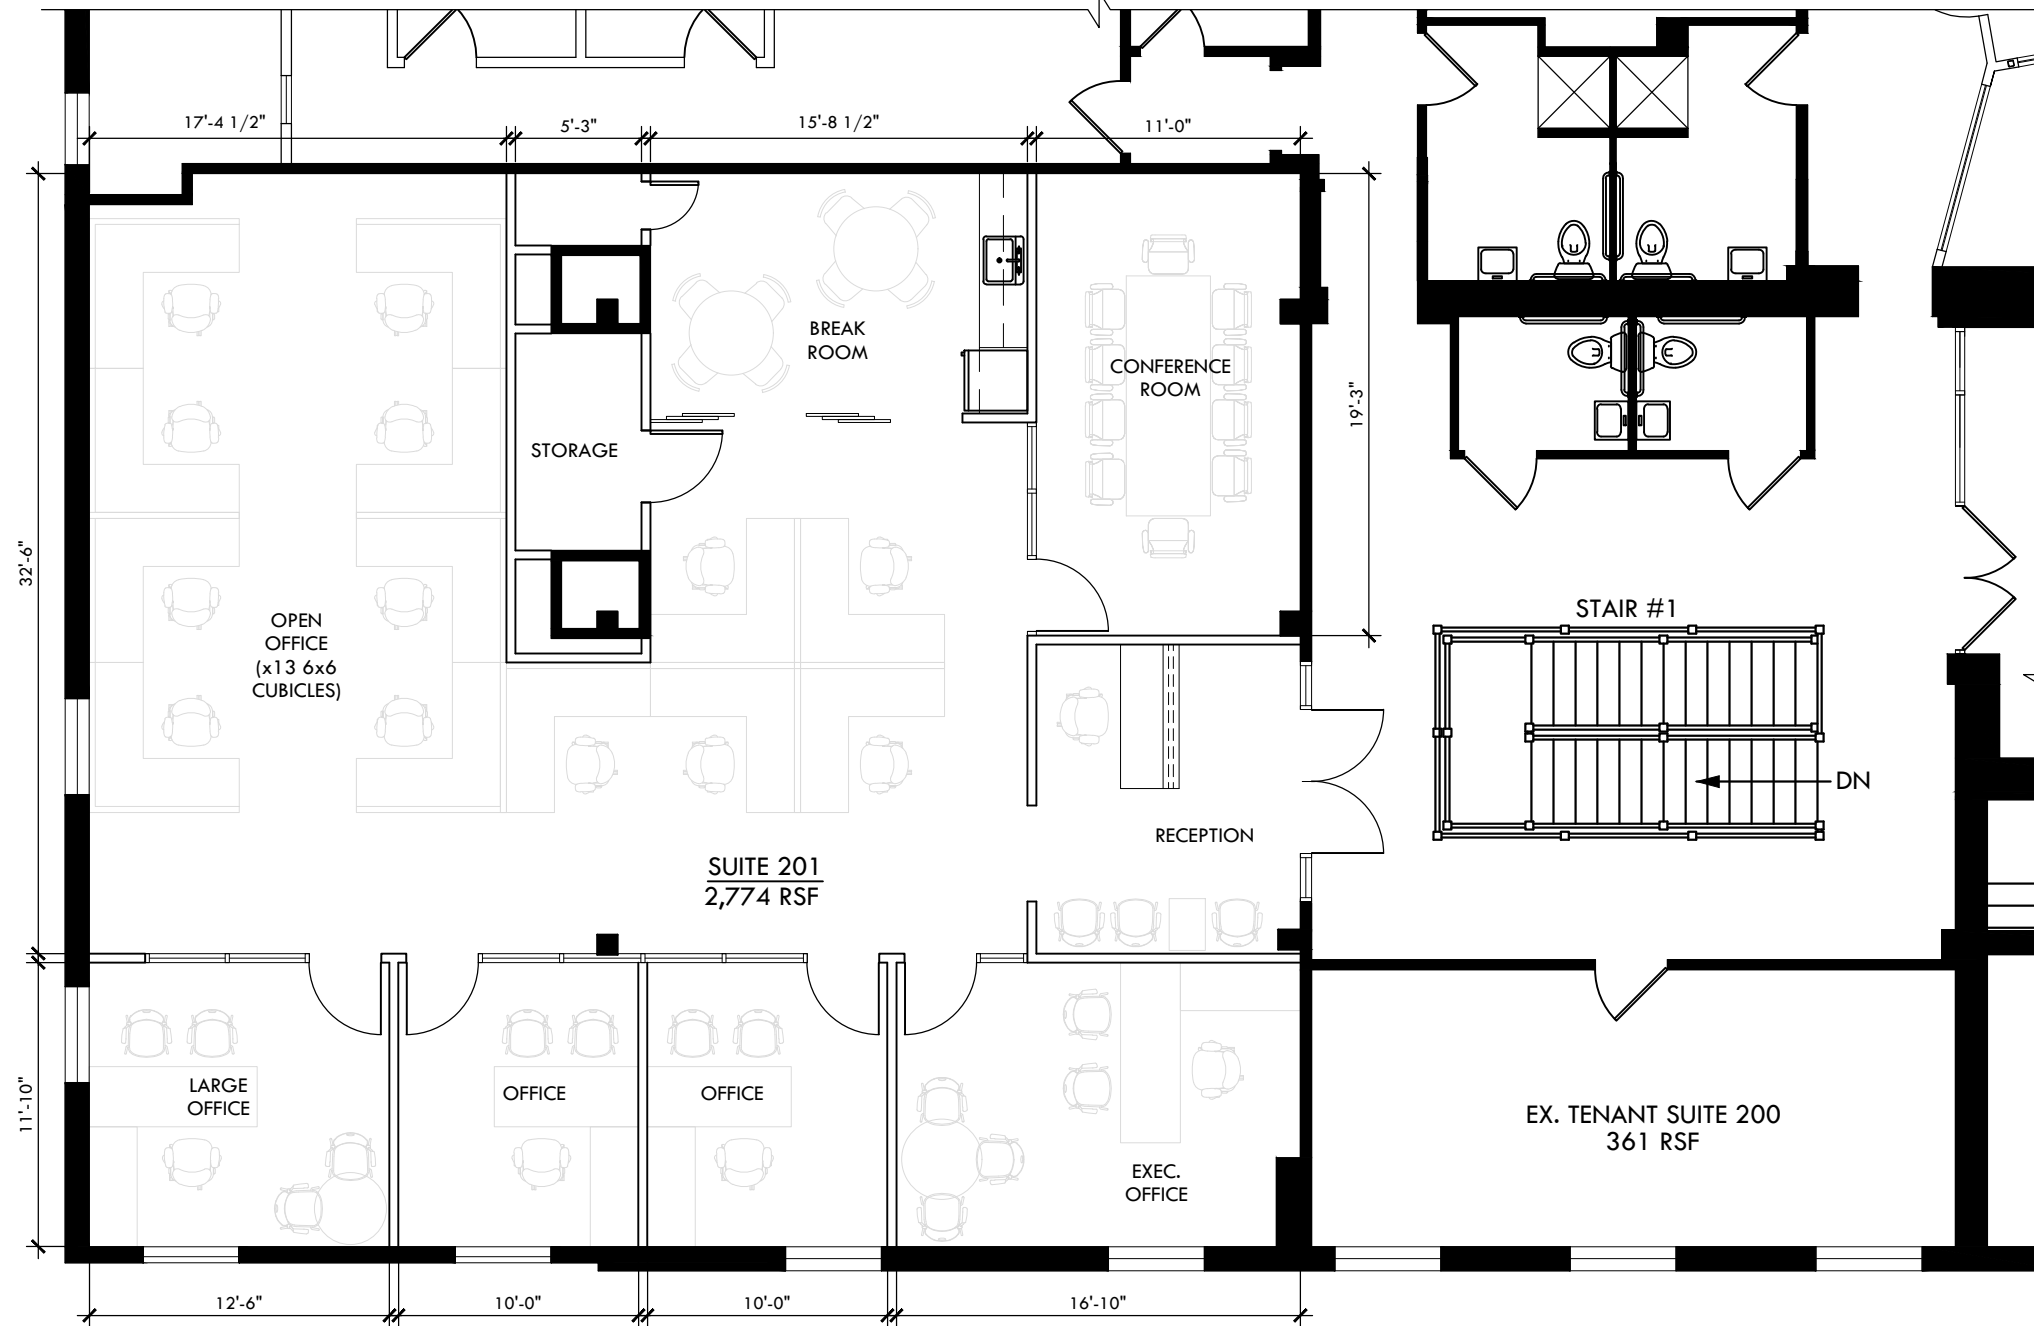 17'-4 1/2"
5'-3"
15'-8 1/2"
11'-0"
BREAK
ROOM
CONFERENCE
ROOM
19'-3"
STORAGE
32'-6"
OPEN
OFFICE
(x13 6x6
CUBICLES)
STAIR #1
DN
RECEPTION
SUITE 201
2,774 RSF
11'-10"
LARGE
OFFICE
OFFICE
OFFICE
EXEC.
OFFICE
EX. TENANT SUITE 200
361 RSF
12'-6"
10'-0"
10'-0"
16'-10"